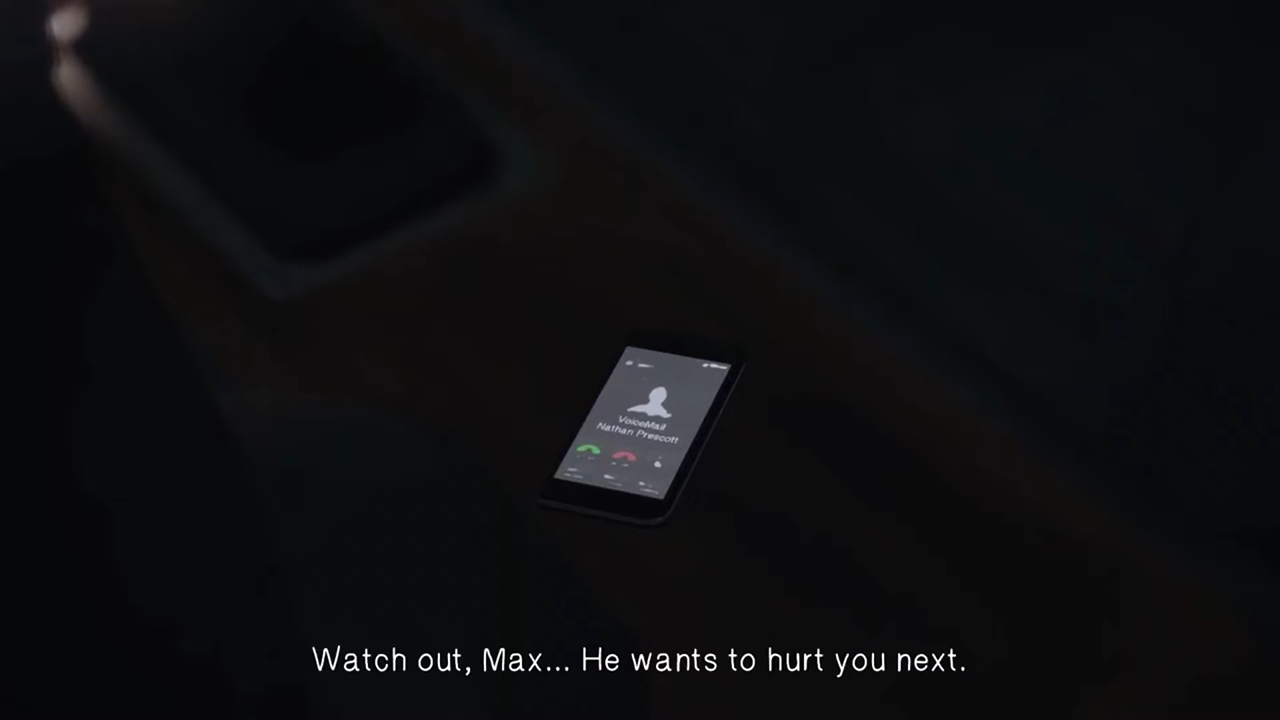 VoiceMail
Nathan Prescott
Watch out, Max... He wants to hurt you next.